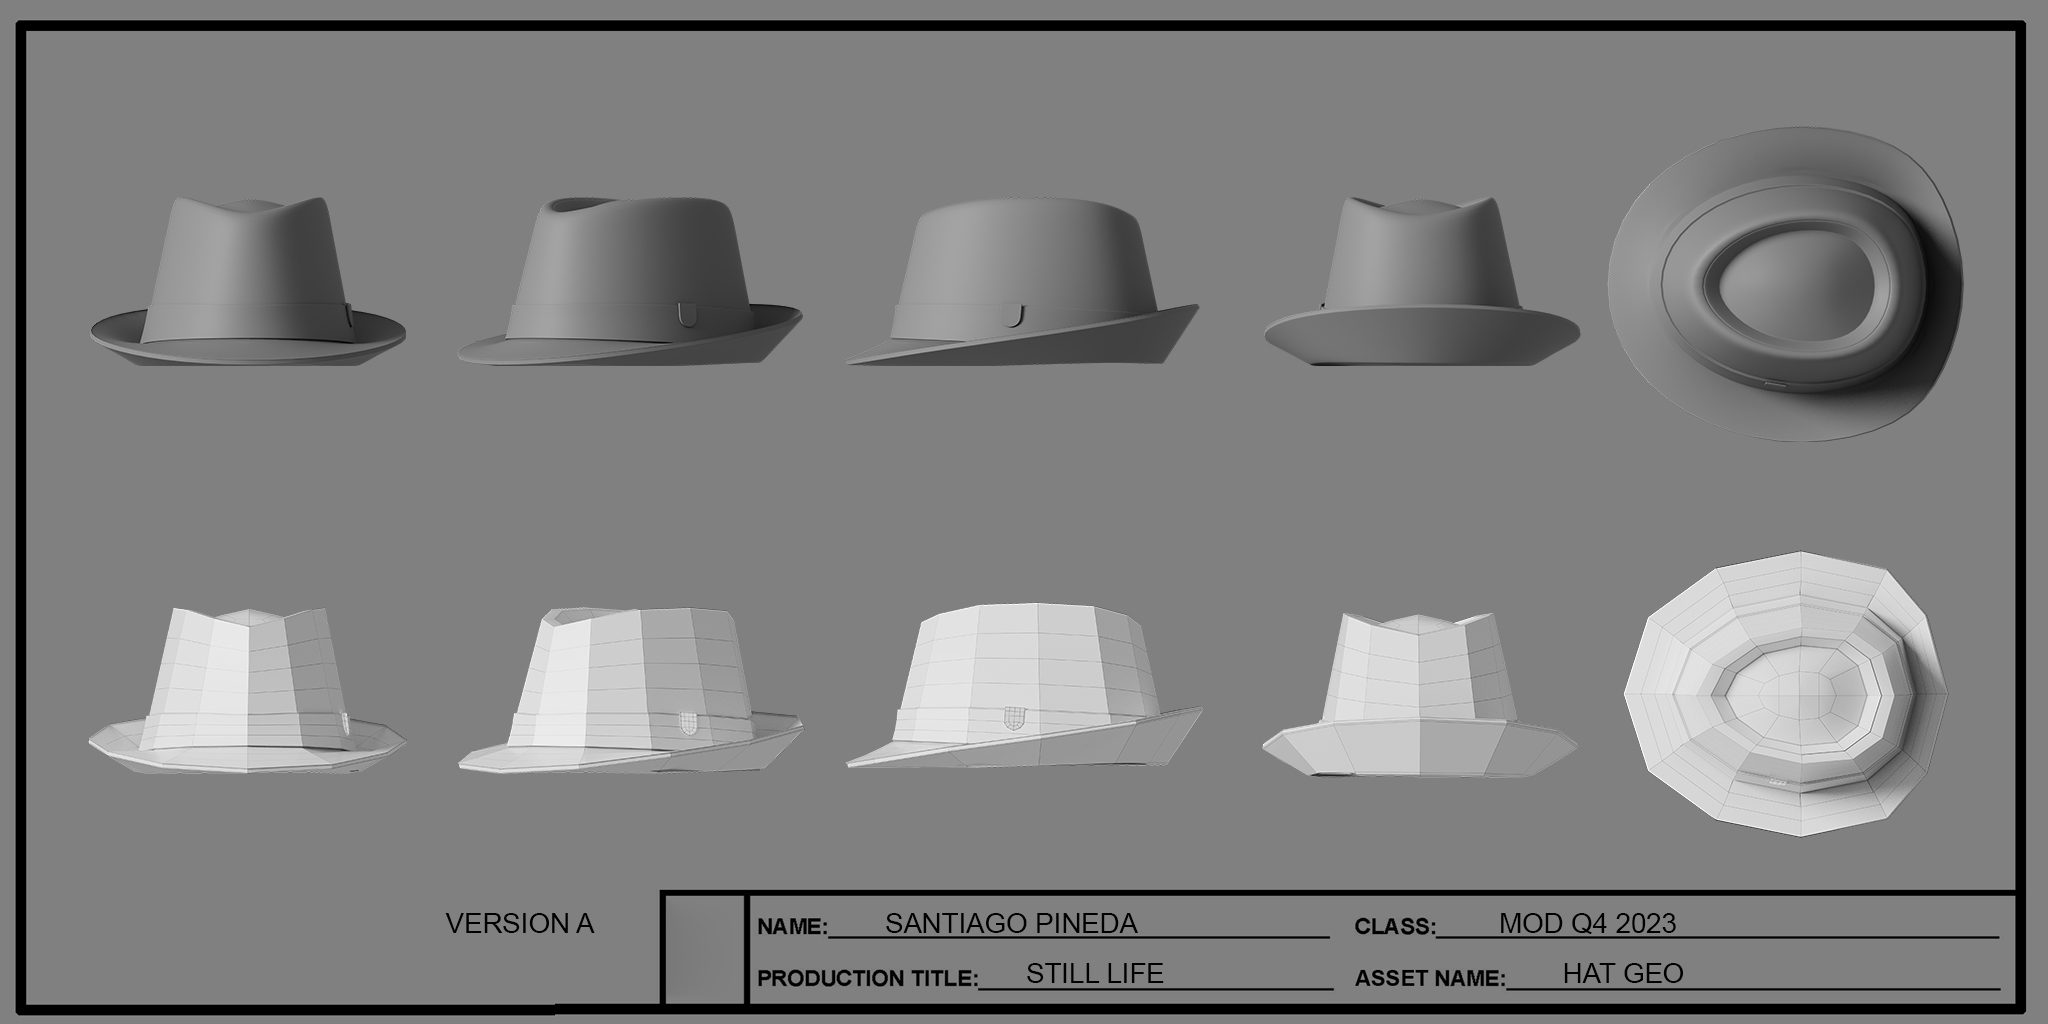 VERSION A
NAME: SANTIAGO PINEDA
CLASS: MOD Q4 2023
PRODUCTION TITLE: STILL LIFE
ASSET NAME: HAT GEO